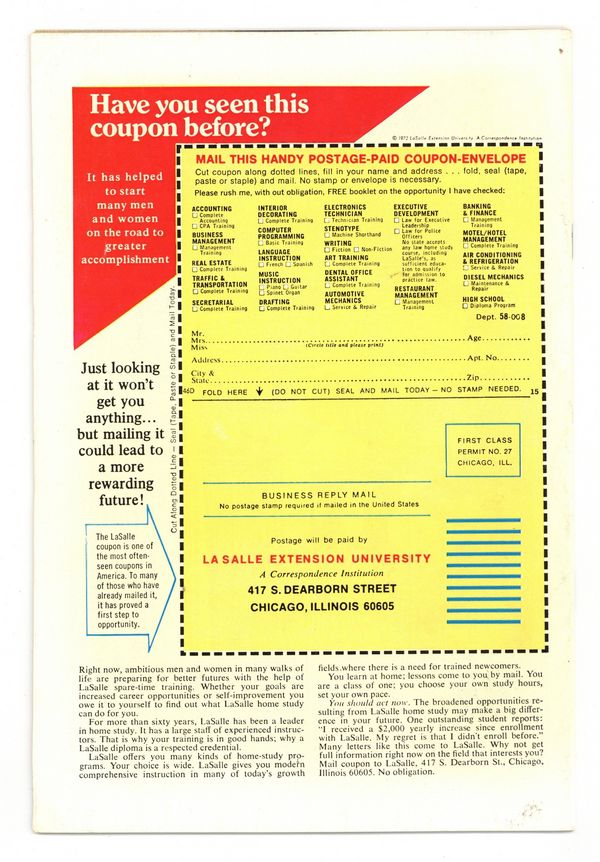 Have you seen this
coupon before?
© 1972 LaSalle Extension University. A Correspondence Institution
It has helped
to start
many men
and women
on the road to
greater
accomplishment
MAIL THIS HANDY POSTAGE-PAID COUPON-ENVELOPE
Cut coupon along dotted lines, fill in your name and address . . . fold, seal (tape,
paste or staple) and mail. No stamp or envelope is necessary.
Please rush me, with out obligation, FREE booklet on the opportunity I have checked:
ACCOUNTING
☐ Complete
Accounting
☐ CPA Training
BUSINESS
MANAGEMENT
☐ Management
Training
REAL ESTATE
☐ Complete Training
TRAFFIC &
TRANSPORTATION
☐ Complete Training
SECRETARIAL
☐ Complete Training
INTERIOR
DECORATING
☐ Complete Training
COMPUTER
PROGRAMMING
☐ Basic Training
LANGUAGE
INSTRUCTION
☐ French ☐ Spanish
MUSIC
INSTRUCTION
☐ Piano ☐ Guitar
☐ Spinet Organ
DRAFTING
☐ Complete Training
ELECTRONICS
TECHNICIAN
☐ Technician Training
STENOTYPE
☐ Machine Shorthand
WRITING
☐ Fiction ☐ Non-Fiction
ART TRAINING
☐ Complete Training
DENTAL OFFICE
ASSISTANT
☐ Complete Training
AUTOMOTIVE
MECHANICS
☐ Service & Repair
EXECUTIVE
DEVELOPMENT
☐ Law for Executive
Leadership
☐ Law for Police
Officers
No state accepts
any law home study
course, including
LaSalle's, as
sufficient educa-
tion to qualify
for admission to
practice law.
RESTAURANT
MANAGEMENT
☐ Management
Training
BANKING
& FINANCE
☐ Management
Training
MOTEL/HOTEL
MANAGEMENT
☐ Complete Training
AIR CONDITIONING
& REFRIGERATION
☐ Service & Repair
DIESEL MECHANICS
☐ Maintenance &
Repair
HIGH SCHOOL
☐ Diploma Program
Dept. 58-008
Mr.
Mrs. Age
Miss (Circle title and please print)
Address Apt. No.
City &
State Zip
46D FOLD HERE (DO NOT CUT) SEAL AND MAIL TODAY — NO STAMP NEEDED. 15
Cut Along Dotted Line — Seal (Tape, Paste or Staple) and Mail Today.
Just looking
at it won't
get you
anything...
but mailing it
could lead to
a more
rewarding
future!
The LaSalle
coupon is one of
the most often-
seen coupons in
America. To many
of those who have
already mailed it,
it has proved a
first step to
opportunity.
FIRST CLASS
PERMIT NO. 27
CHICAGO, ILL.
BUSINESS REPLY MAIL
No postage stamp required if mailed in the United States
Postage will be paid by
LA SALLE EXTENSION UNIVERSITY
A Correspondence Institution
417 S. DEARBORN STREET
CHICAGO, ILLINOIS 60605
Right now, ambitious men and women in many walks of
life are preparing for better futures with the help of
LaSalle spare-time training. Whether your goals are
increased career opportunities or self-improvement you
owe it to yourself to find out what LaSalle home study
can do for you.
For more than sixty years, LaSalle has been a leader
in home study. It has a large staff of experienced instruc-
tors. That is why your training is in good hands; why a
LaSalle diploma is a respected credential.
LaSalle offers you many kinds of home-study pro-
grams. Your choice is wide. LaSalle gives you modern
comprehensive instruction in many of today's growth
fields where there is a need for trained newcomers.
You learn at home; lessons come to you by mail. You
are a class of one; you choose your own study hours,
set your own pace.
You should act now. The broadened opportunities re-
sulting from LaSalle home study may make a big differ-
ence in your future. One outstanding student reports:
"I received a $2,000 yearly increase since enrollment
with LaSalle. My regret is that I didn't enroll before."
Many letters like this come to LaSalle. Why not get
full information right now on the field that interests you?
Mail coupon to LaSalle, 417 S. Dearborn St., Chicago,
Illinois 60605. No obligation.